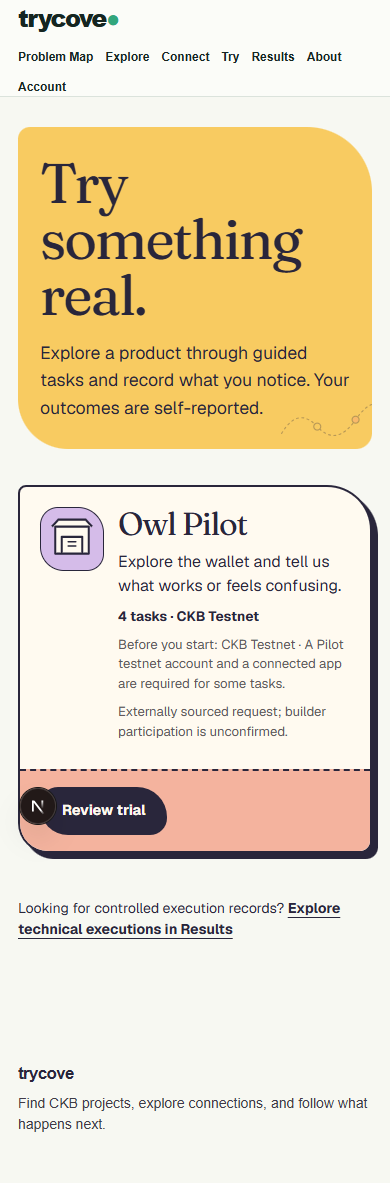 trycove
Problem Map Explore Connect Try Results About
Account
Try
something
real.
Explore a product through guided
tasks and record what you notice. Your
outcomes are self-reported.
Owl Pilot
Explore the wallet and tell us
what works or feels confusing.
4 tasks · CKB Testnet
Before you start: CKB Testnet · A Pilot
testnet account and a connected app
are required for some tasks.
Externally sourced request; builder
participation is unconfirmed.
N
Review trial
Looking for controlled execution records? Explore
technical executions in Results
trycove
Find CKB projects, explore connections, and follow what
happens next.